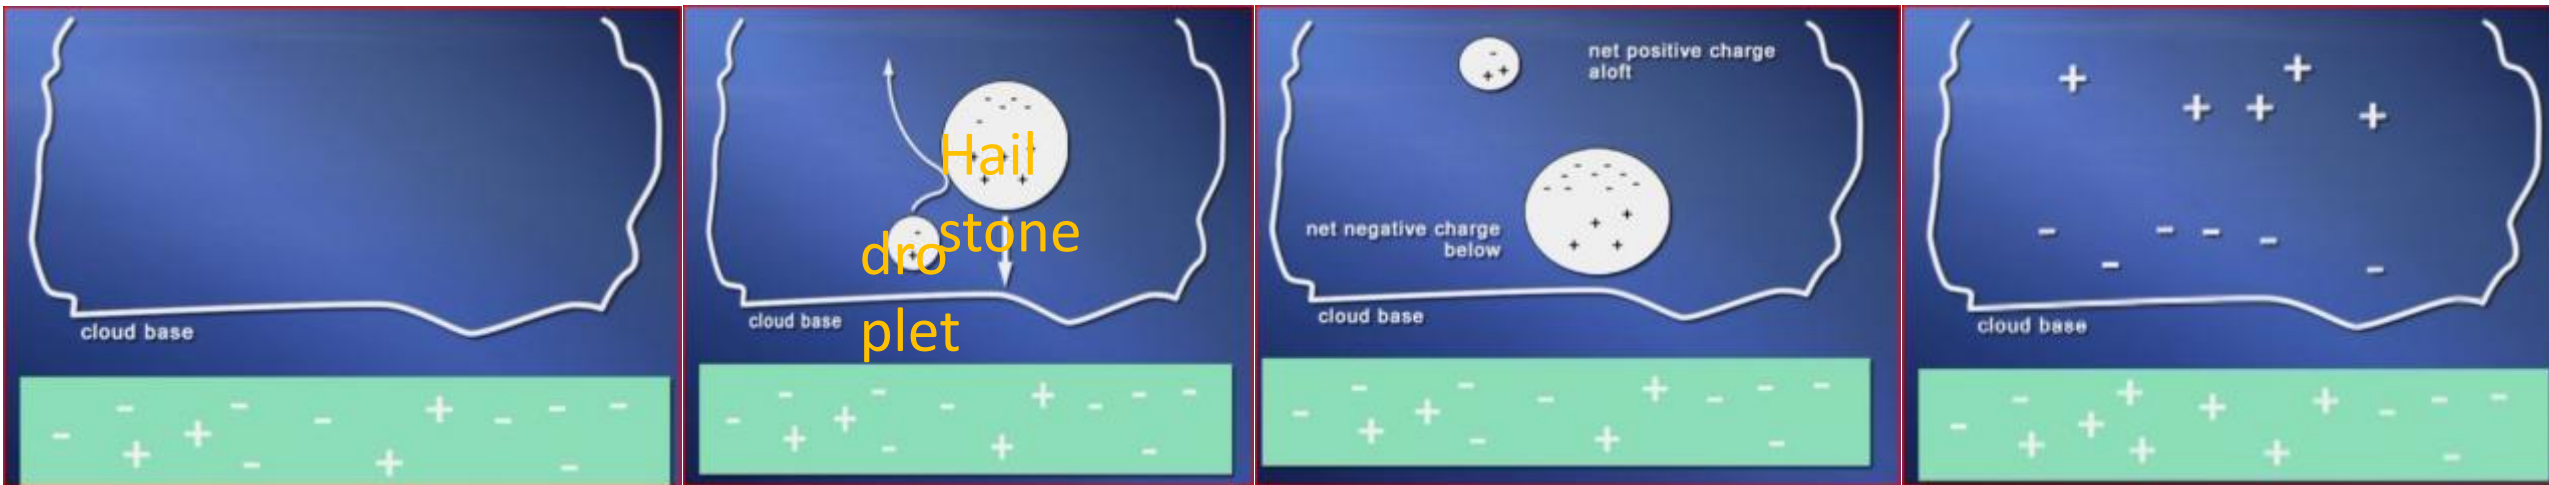 cloud base
Hail
stone
dro
plet
cloud base
net positive charge
aloft
net negative charge
below
cloud base
cloud base